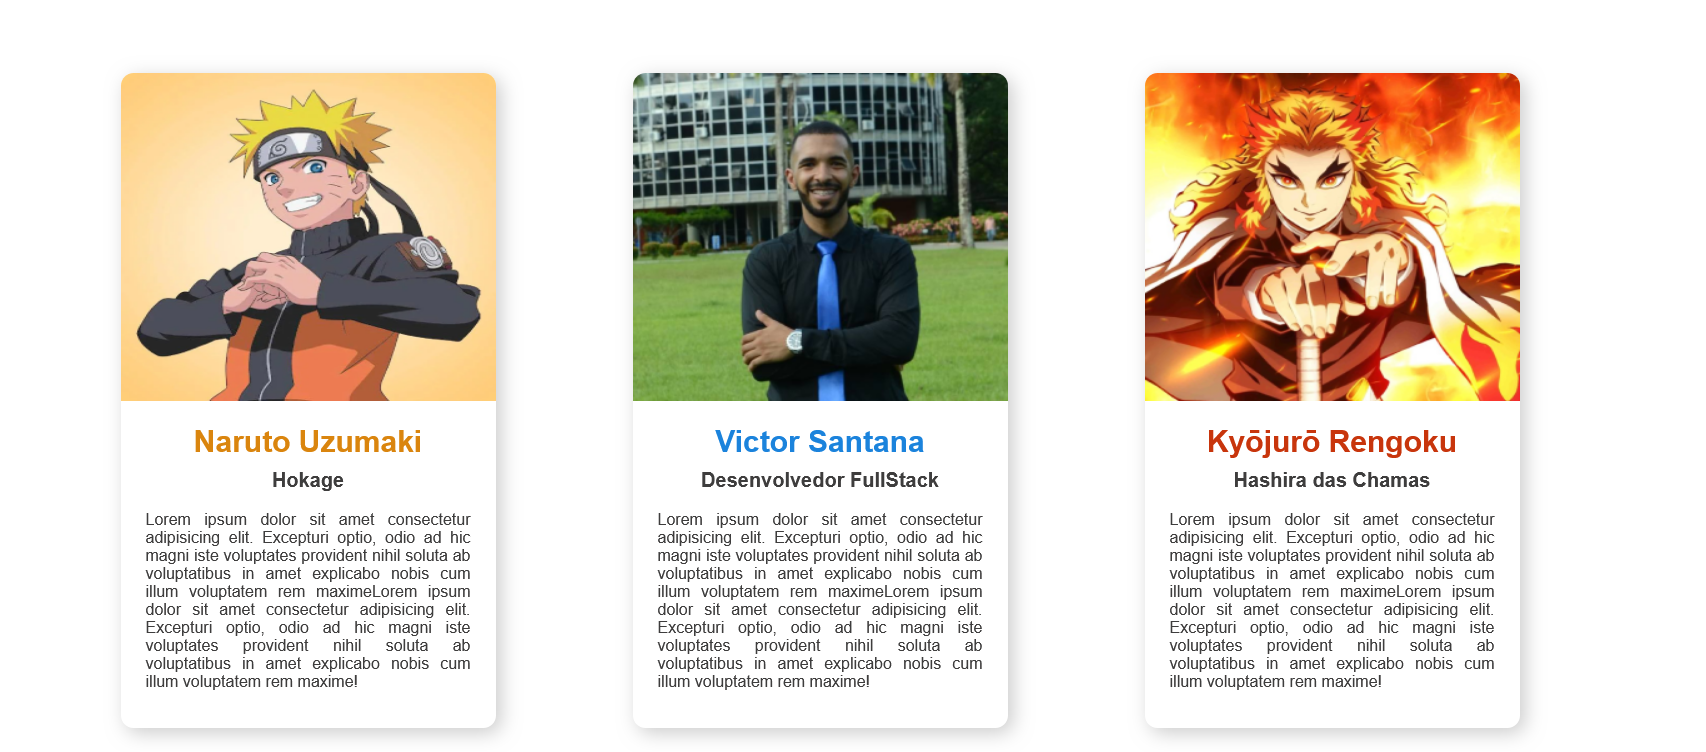 Naruto Uzumaki
Hokage
Lorem ipsum dolor sit amet consectetur
adipisicing elit. Excepturi optio, odio ad hic
magni iste voluptates provident nihil soluta ab
voluptatibus in amet explicabo nobis cum
illum voluptatem rem maximeLorem ipsum
dolor sit amet consectetur adipisicing elit.
Excepturi optio, odio ad hic magni iste
voluptates provident nihil soluta ab
voluptatibus in amet explicabo nobis cum
illum voluptatem rem maxime!
Victor Santana
Desenvolvedor FullStack
Lorem ipsum dolor sit amet consectetur
adipisicing elit. Excepturi optio, odio ad hic
magni iste voluptates provident nihil soluta ab
voluptatibus in amet explicabo nobis cum
illum voluptatem rem maximeLorem ipsum
dolor sit amet consectetur adipisicing elit.
Excepturi optio, odio ad hic magni iste
voluptates provident nihil soluta ab
voluptatibus in amet explicabo nobis cum
illum voluptatem rem maxime!
Kyōjurō Rengoku
Hashira das Chamas
Lorem ipsum dolor sit amet consectetur
adipisicing elit. Excepturi optio, odio ad hic
magni iste voluptates provident nihil soluta ab
voluptatibus in amet explicabo nobis cum
illum voluptatem rem maximeLorem ipsum
dolor sit amet consectetur adipisicing elit.
Excepturi optio, odio ad hic magni iste
voluptates provident nihil soluta ab
voluptatibus in amet explicabo nobis cum
illum voluptatem rem maxime!